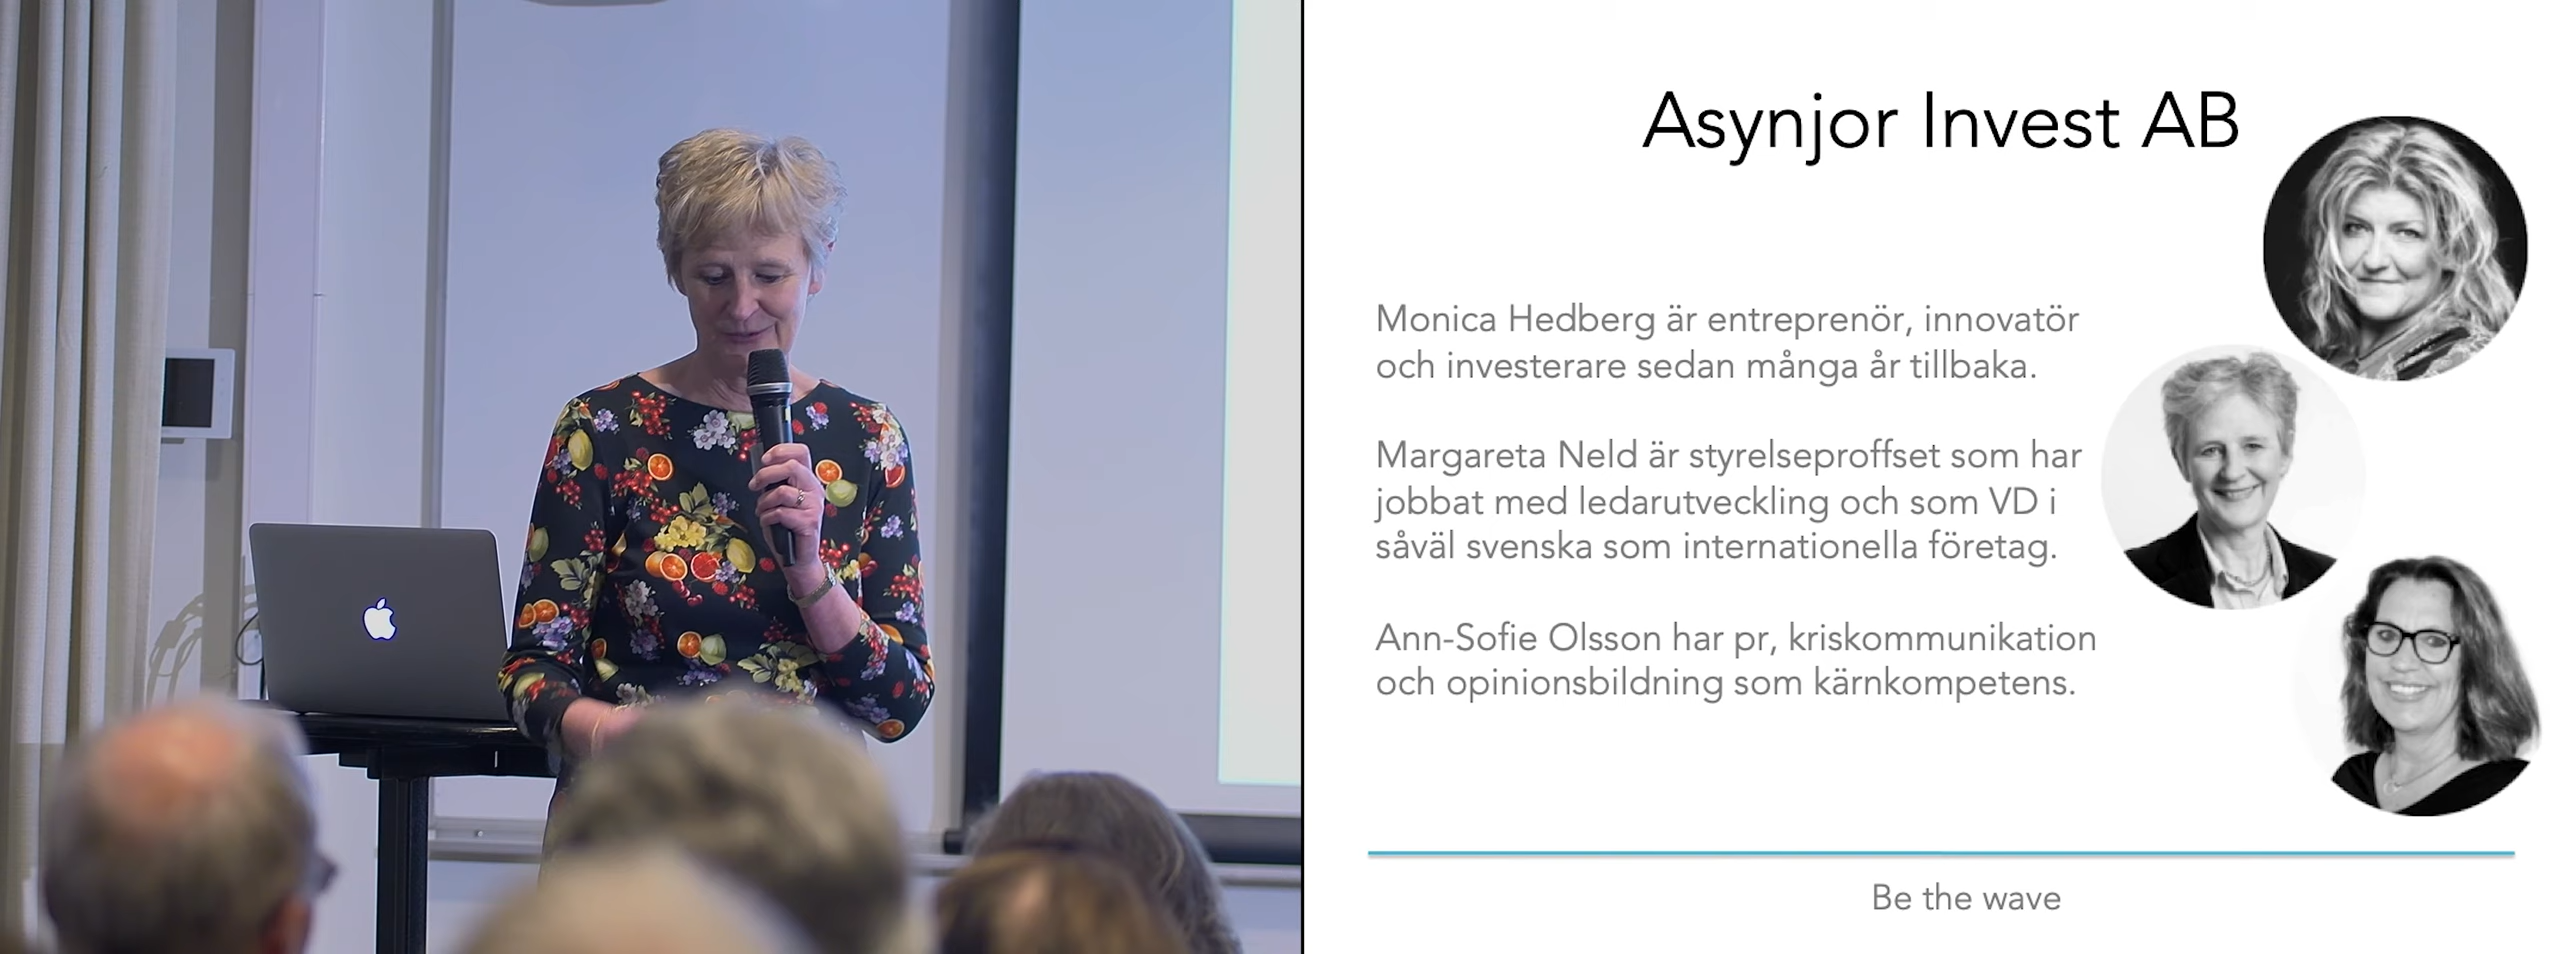 Asynjor Invest AB
Monica Hedberg är entreprenör, innovatör
och investerare sedan många år tillbaka.
Margareta Neld är styrelseproffset som har
jobbat med ledarutveckling och som VD i
såväl svenska som internationella företag.
Ann-Sofie Olsson har pr, kriskommunikation
och opinionsbildning som kärnkompetens.
Be the wave